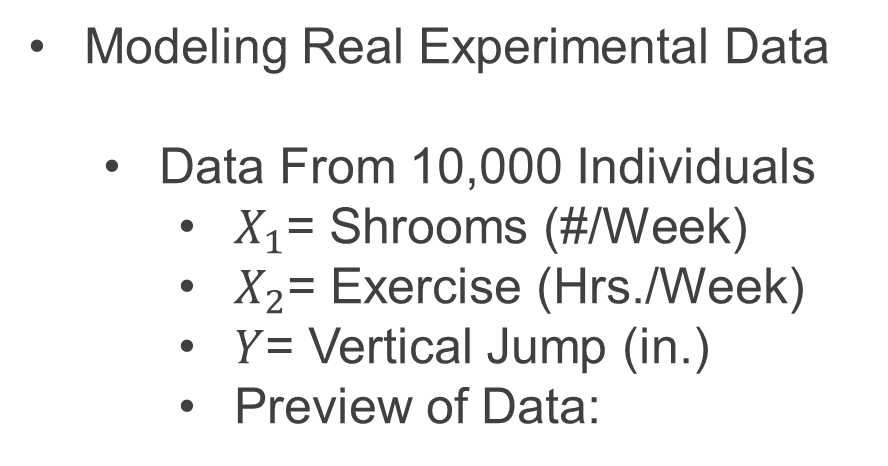 • Modeling Real Experimental Data
• Data From 10,000 Individuals
• X₁= Shrooms (#/Week)
• X₂= Exercise (Hrs./Week)
• Y= Vertical Jump (in.)
• Preview of Data: